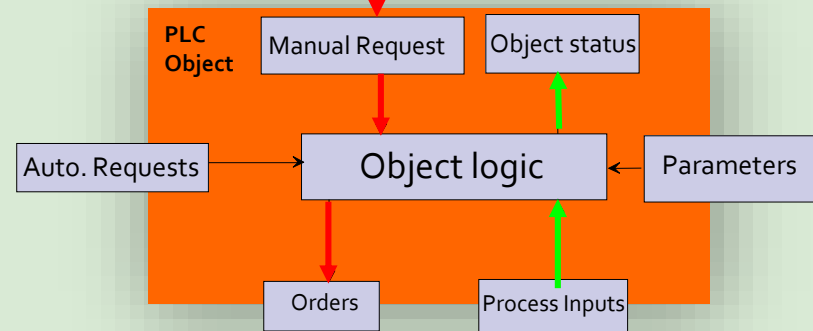 PLC
Object
Manual Request
Object status
Auto. Requests
Object logic
Parameters
Orders
Process Inputs